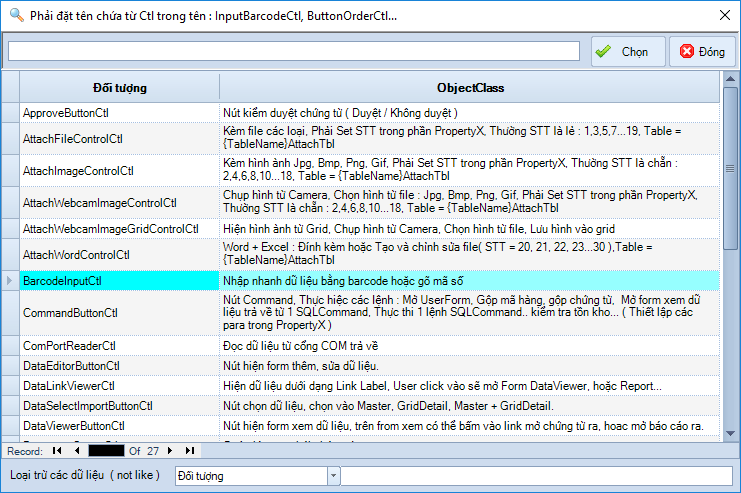 Phải đặt tên chứa từ Ctl trong tên : InputBarcodeCtl, ButtonOrderCtl...
Chọn
Đóng
Đối tượng ObjectClass
ApproveButtonCtl Nút kiểm duyệt chứng từ ( Duyệt / Không duyệt )
AttachFileControlCtl Kèm file các loại, Phải Set STT trong phần PropertyX, Thường STT là lẻ : 1,3,5,7...19, Table =
{TableName}AttachTbl
AttachImageControlCtl Kèm hình ảnh Jpg, Bmp, Png, Gif, Phải Set STT trong phần PropertyX, Thường STT là chẵn :
2,4,6,8,10...18, Table = {TableName}AttachTbl
AttachWebcamImageControlCtl Chụp hình từ Camera, Chọn hình từ file : Jpg, Bmp, Png, Gif, Phải Set STT trong phần PropertyX,
Thường STT là chẵn : 2,4,6,8,10...18, Table = {TableName}AttachTbl
AttachWebcamImageGridControlCtl Hiện hình ảnh từ Grid, Chụp hình từ Camera, Chọn hình từ file, Lưu hình vào grid
AttachWordControlCtl Word + Excel : Đính kèm hoặc Tạo và chỉnh sửa file( STT = 20, 21, 22, 23...30 ),Table =
{TableName}AttachTbl
BarcodeInputCtl Nhập nhanh dữ liệu bằng barcode hoặc gõ mã số
CommandButtonCtl Nút Command, Thực hiệc các lệnh : Mở UserForm, Gộp mã hàng, gộp chứng từ, Mở form xem dữ
liệu trả về từ 1 SQLCommand, Thực thi 1 lệnh SQLCommand.. kiểm tra tồn kho... ( Thiết lập các
para trong PropertyX )
ComPortReaderCtl Đọc dữ liệu từ cổng COM trả về
DataEditorButtonCtl Nút hiện form thêm, sửa dữ liệu.
DataLinkViewerCtl Hiện dữ liệu dưới dạng Link Label, User click vào sẽ mở Form DataViewer, hoặc Report...
DataSelectImportButtonCtl Nút chọn dữ liệu, chọn vào Master, GridDetail, Master + GridDetail.
DataViewerButtonCtl Nút hiện form xem dữ liệu, trên from xem có thể bấm vào link mở chứng từ ra, hoac mở báo cáo ra.
Record: Of 27
Loại trừ các dữ liệu ( not like ) Đối tượng